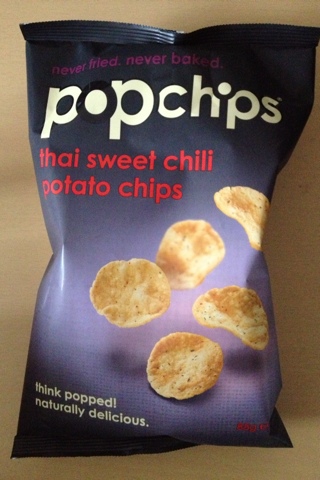 never fried. never baked.
popchips
thai sweet chili
potato chips
think popped!
naturally delicious.